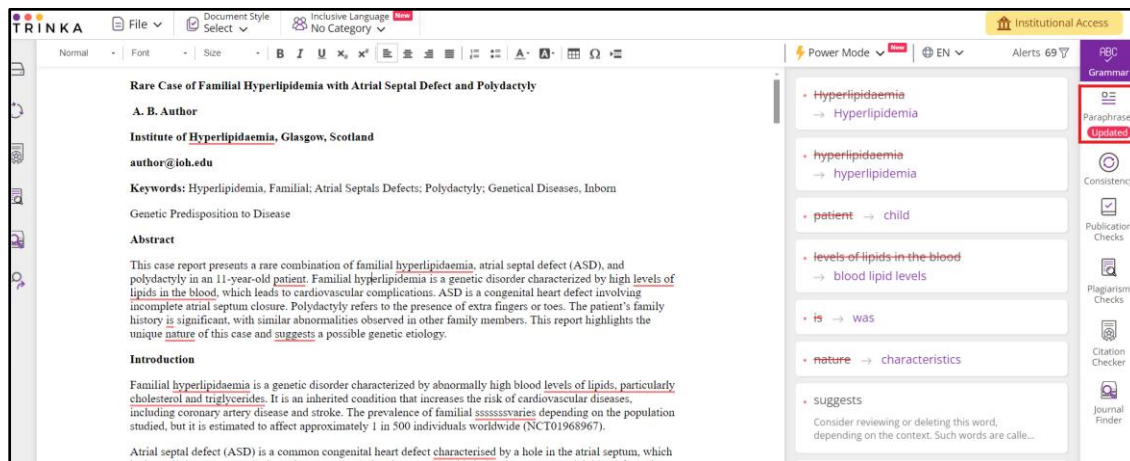 TRINKA
File
Document Style
Select
Inclusive Language New
No Category
Institutional Access
Normal Font Size B I U X₂ X² A A Ω
Power Mode New EN Alerts 69
Rare Case of Familial Hyperlipidemia with Atrial Septal Defect and Polydactyly
A. B. Author
Institute of Hyperlipidaemia, Glasgow, Scotland
author@ioh.edu
Keywords: Hyperlipidemia, Familial; Atrial Septals Defects; Polydactyly; Genetical Diseases, Inborn
Genetic Predisposition to Disease
Abstract
This case report presents a rare combination of familial hyperlipidaemia, atrial septal defect (ASD), and
polydactyly in an 11-year-old patient. Familial hyperlipidemia is a genetic disorder characterized by high levels of
lipids in the blood, which leads to cardiovascular complications. ASD is a congenital heart defect involving
incomplete atrial septum closure. Polydactyly refers to the presence of extra fingers or toes. The patient's family
history is significant, with similar abnormalities observed in other family members. This report highlights the
unique nature of this case and suggests a possible genetic etiology.
Introduction
Familial hyperlipidaemia is a genetic disorder characterized by abnormally high blood levels of lipids, particularly
cholesterol and triglycerides. It is an inherited condition that increases the risk of cardiovascular diseases,
including coronary artery disease and stroke. The prevalence of familial sssssssvaries depending on the population
studied, but it is estimated to affect approximately 1 in 500 individuals worldwide (NCT01968967).
Atrial septal defect (ASD) is a common congenital heart defect characterised by a hole in the atrial septum, which
Hyperlipidaemia
→ Hyperlipidemia
hyperlipidaemia
→ hyperlipidemia
patient → child
levels of lipids in the blood
→ blood lipid levels
is → was
nature → characteristics
suggests
Consider reviewing or deleting this word,
depending on the context. Such words are calle...
ABC
Grammar
Paraphrase
Updated
Consistency
Publication
Checks
Plagiarism
Checks
Citation
Checker
Journal
Finder